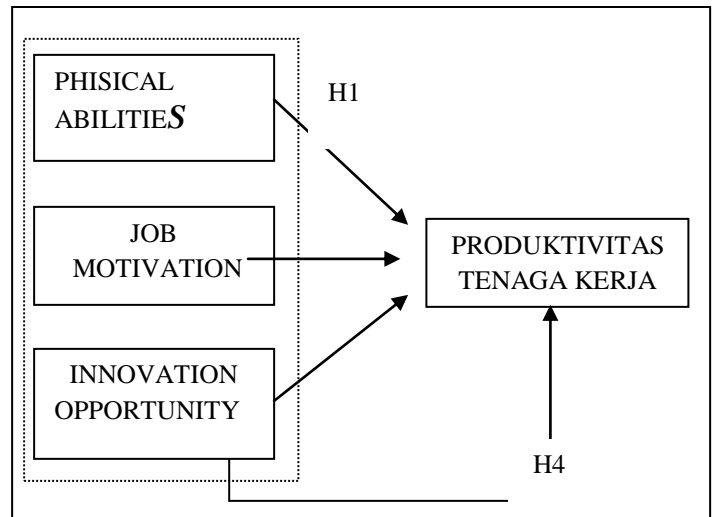 PHISICAL
ABILITIES
H1
JOB
MOTIVATION
PRODUKTIVITAS
TENAGA KERJA
INNOVATION
OPPORTUNITY
H4